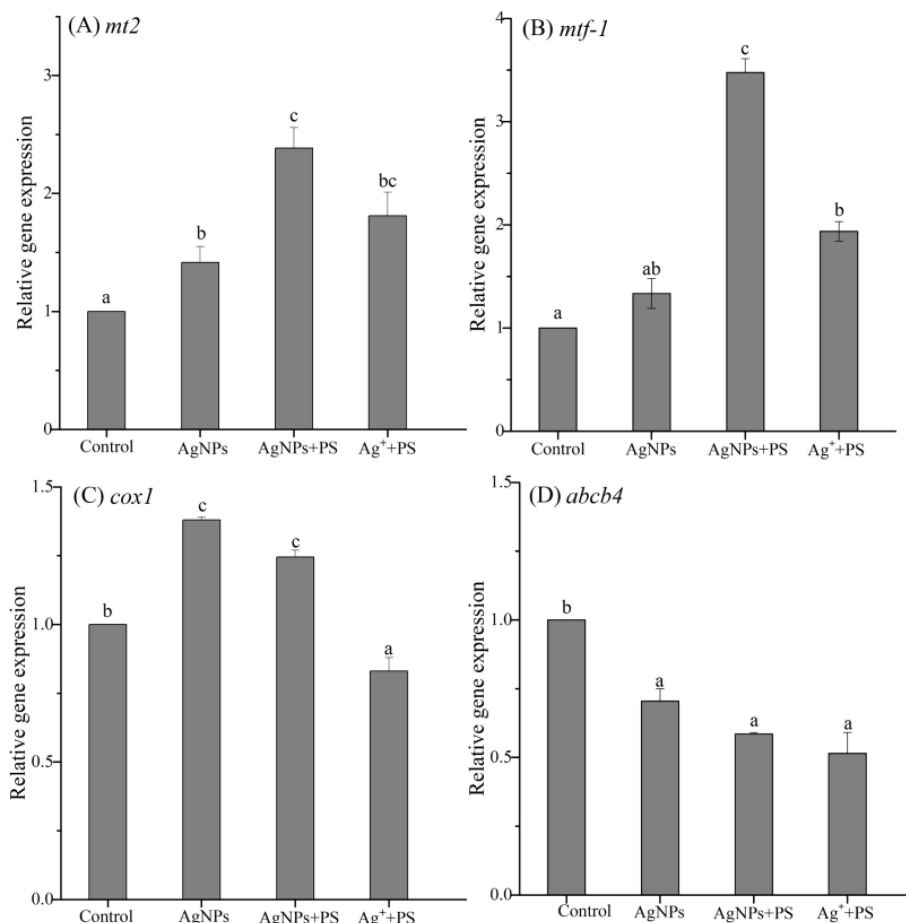 (A) mt2
Relative gene expression
3
2
1
0
a
b
c
bc
Control
AgNPs
AgNPs+PS
Ag⁺+PS
(B) mtf-1
Relative gene expression
4
3
2
1
0
a
ab
c
b
Control
AgNPs
AgNPs+PS
Ag⁺+PS
(C) cox1
Relative gene expression
1.5
1.0
0.5
0.0
b
c
c
a
Control
AgNPs
AgNPs+PS
Ag⁺+PS
(D) abcb4
Relative gene expression
1.5
1.0
0.5
0.0
b
a
a
a
Control
AgNPs
AgNPs+PS
Ag⁺+PS